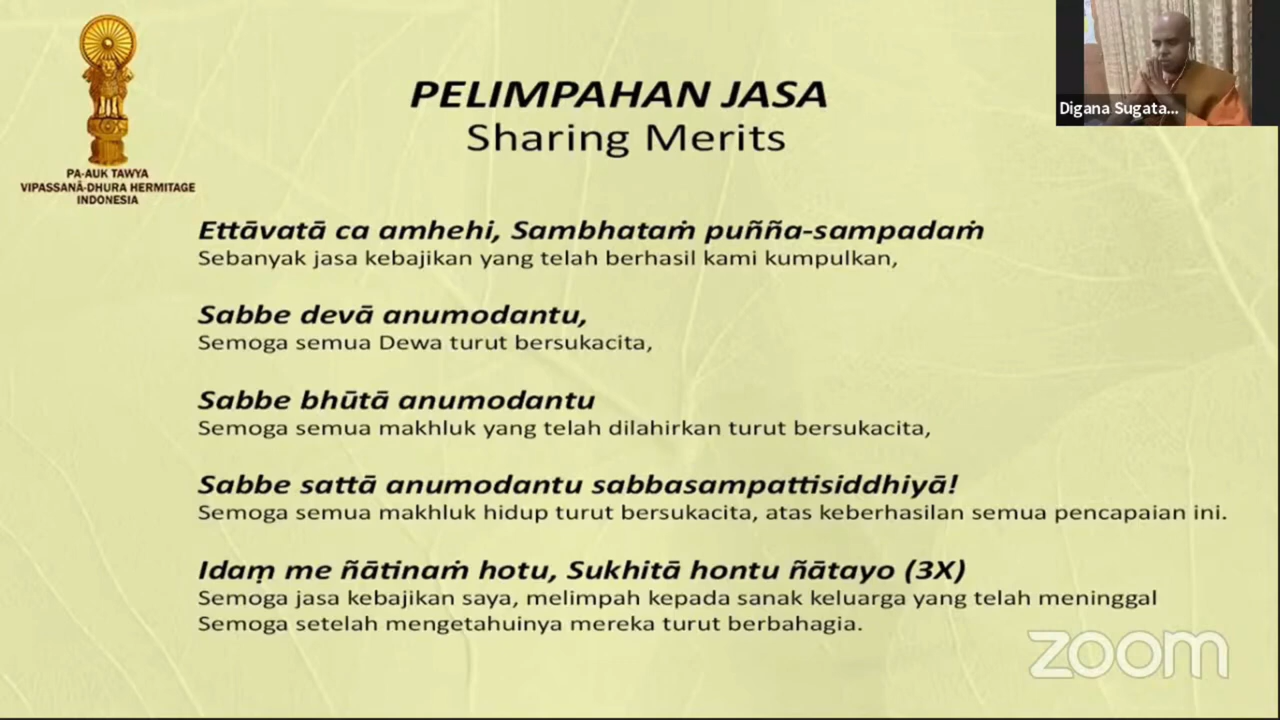 PA-AUK TAWYA
VIPASSANĀ-DHURA HERMITAGE
INDONESIA
PELIMPAHAN JASA
Sharing Merits
Digana Sugata...
Ettāvatā ca amhehi, Sambhataṁ puñña-sampadaṁ
Sebanyak jasa kebajikan yang telah berhasil kami kumpulkan,
Sabbe devā anumodantu,
Semoga semua Dewa turut bersukacita,
Sabbe bhūtā anumodantu
Semoga semua makhluk yang telah dilahirkan turut bersukacita,
Sabbe sattā anumodantu sabbasampattisiddhiyā!
Semoga semua makhluk hidup turut bersukacita, atas keberhasilan semua pencapaian ini.
Idaṃ me ñātinaṁ hotu, Sukhitā hontu ñātayo (3X)
Semoga jasa kebajikan saya, melimpah kepada sanak keluarga yang telah meninggal
Semoga setelah mengetahuinya mereka turut berbahagia.
zoom